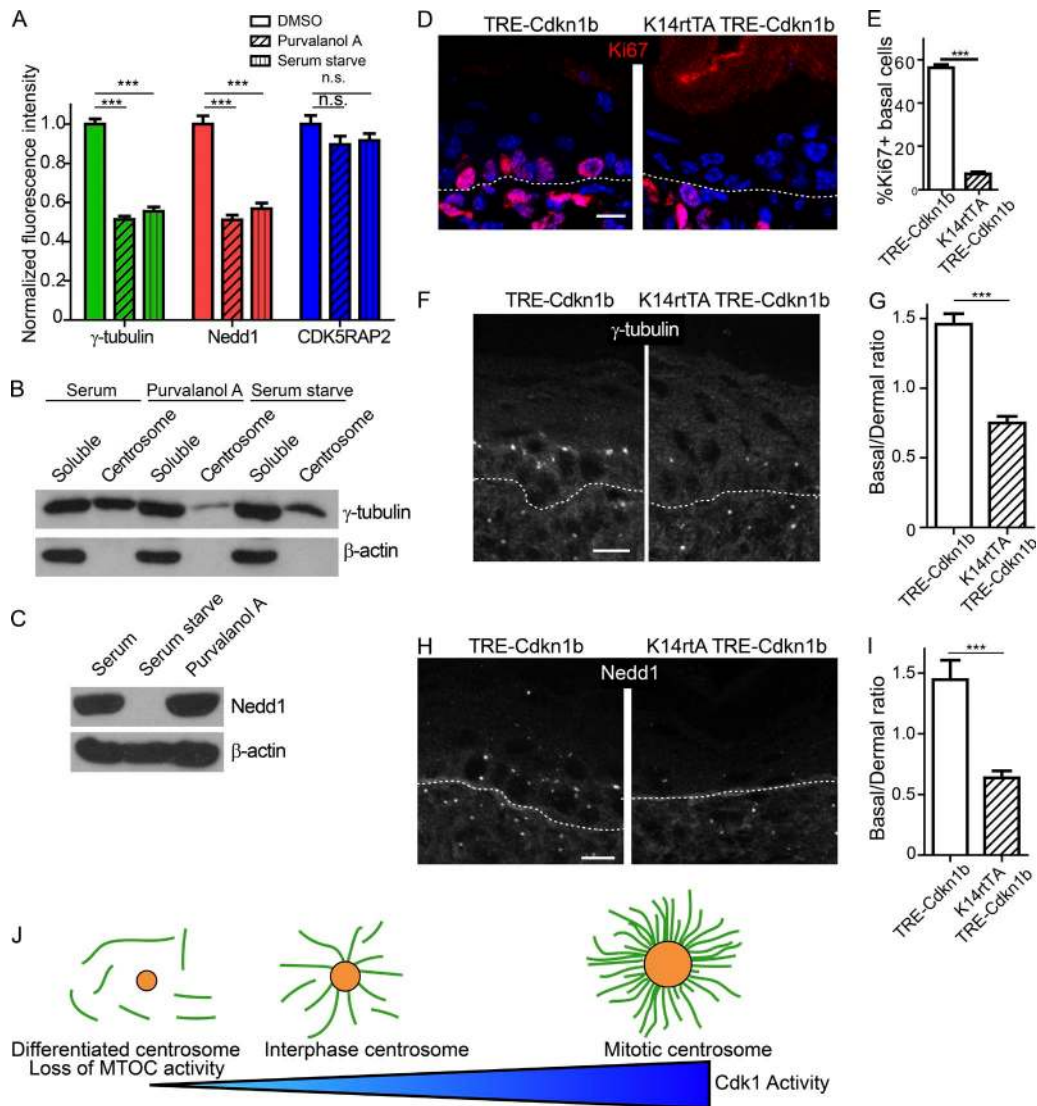 A
DMSO
Purvalanol A
Serum starve
Normalized fluorescence intensity
1.0
0.8
0.6
0.4
***
***
***
***
n.s.
n.s.
γ-tubulin
Nedd1
CDK5RAP2
B
Serum
Purvalanol A
Serum starve
Soluble
Centrosome
Soluble
Centrosome
Soluble
Centrosome
γ-tubulin
β-actin
C
Serum
Serum starve
Purvalanol A
Nedd1
β-actin
D
TRE-Cdkn1b
K14rtTA TRE-Cdkn1b
Ki67
E
%Ki67+ basal cells
60
20
0
***
TRE-Cdkn1b
K14rtTA
TRE-Cdkn1b
F
TRE-Cdkn1b
K14rtTA TRE-Cdkn1b
γ-tubulin
G
Basal/Dermal ratio
1.5
1.0
0.5
0
***
TRE-Cdkn1b
K14rtTA
TRE-Cdkn1b
H
TRE-Cdkn1b
K14rtA TRE-Cdkn1b
Nedd1
I
Basal/Dermal ratio
1.5
1.0
0.5
0
***
TRE-Cdkn1b
K14rtTA
TRE-Cdkn1b
J
Differentiated centrosome
Loss of MTOC activity
Interphase centrosome
Mitotic centrosome
Cdk1 Activity